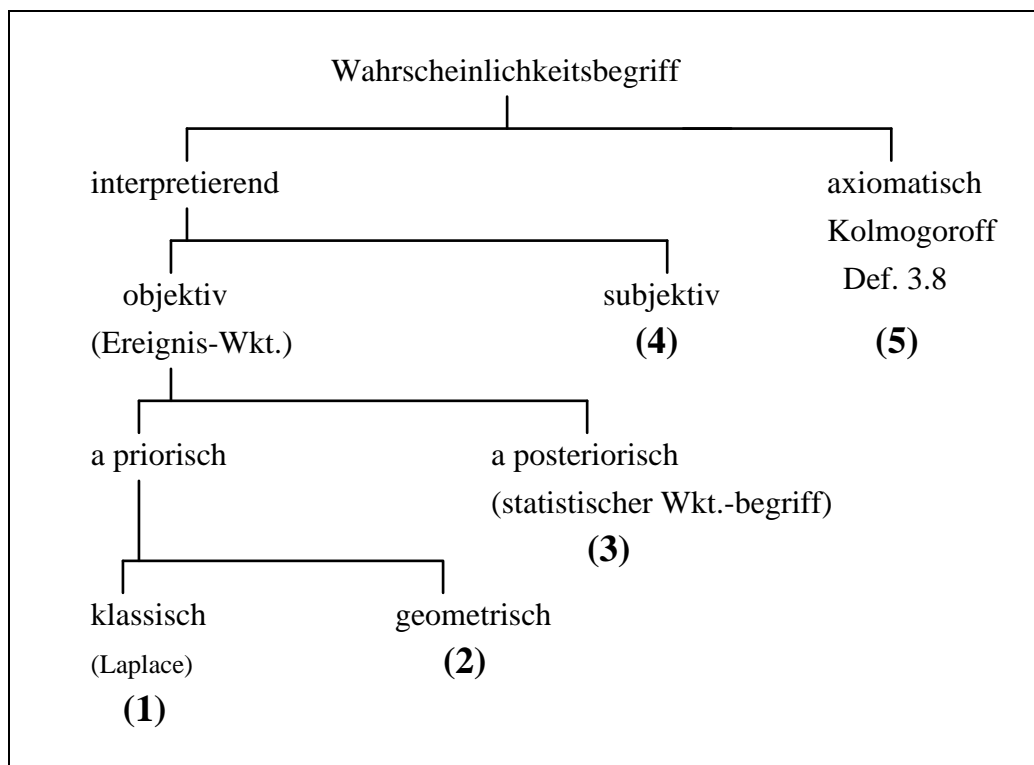 Wahrscheinlichkeitsbegriff
interpretierend
axiomatisch
Kolmogoroff
Def. 3.8
(5)
objektiv
(Ereignis-Wkt.)
subjektiv
(4)
a priorisch
a posteriorisch
(statistischer Wkt.-begriff)
(3)
klassisch
(Laplace)
(1)
geometrisch
(2)